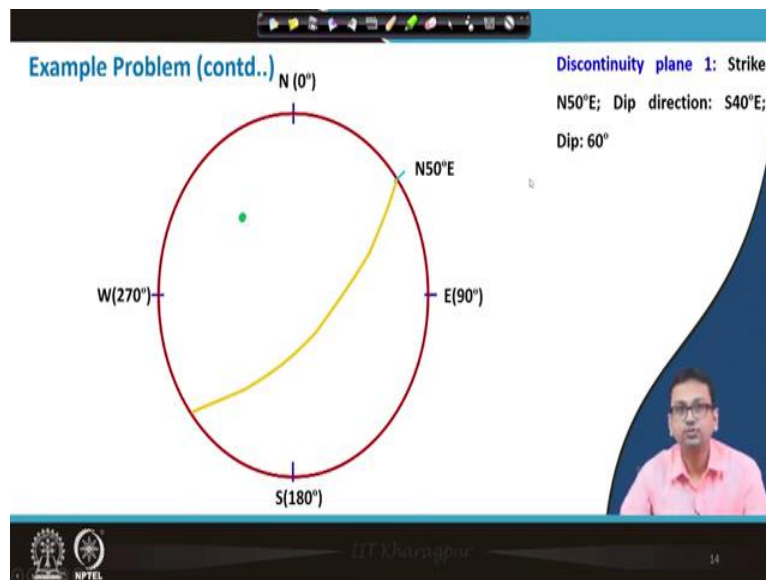 Example Problem (contd..)
N (0°)
Discontinuity plane 1: Strike
N50°E; Dip direction: S40°E;
Dip: 60°
N50°E
W(270°)
E(90°)
S(180°)
IIT Kharagpur
NPTEL
14